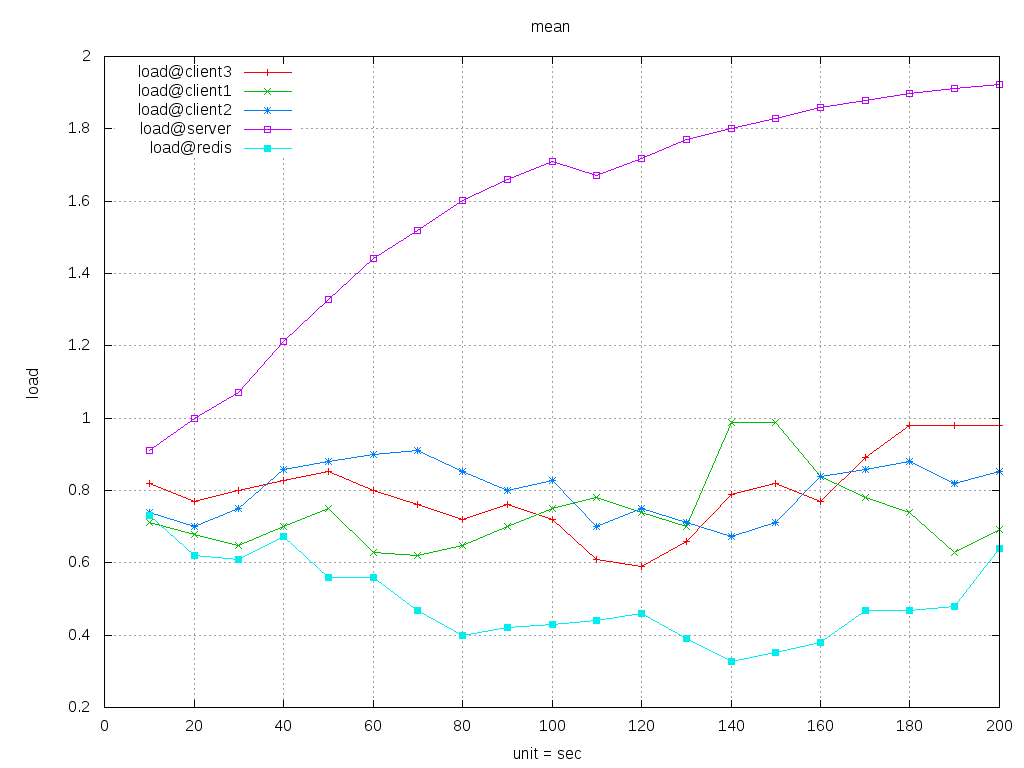 mean
load@client3
load@client1
load@client2
load@server
load@redis
2
1.8
1.6
1.4
1.2
1
0.8
0.6
0.4
0.2
load
0 20 40 60 80 100 120 140 160 180 200
unit = sec